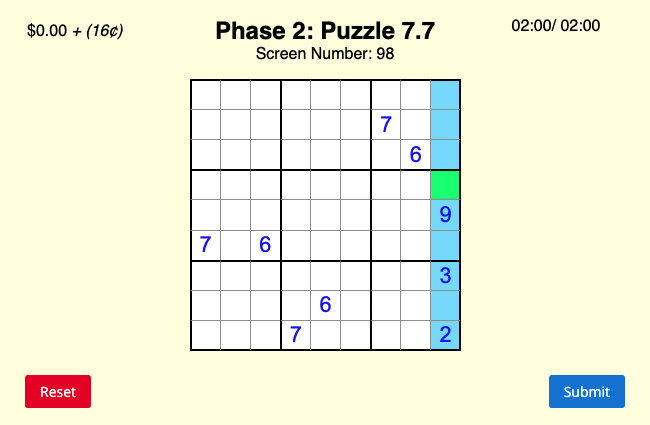 $0.00 + (16¢)
Phase 2: Puzzle 7.7
02:00/ 02:00
Screen Number: 98
7
6
9
7 6
3
6
7 2
Reset
Submit